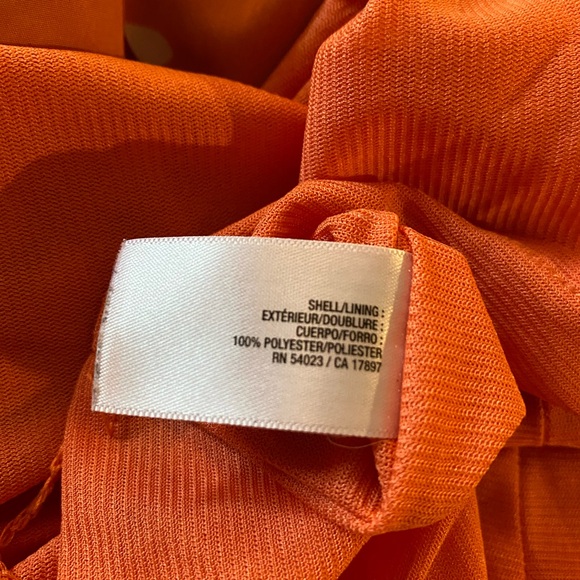 SHELL/LINING :
EXTÉRIEUR/DOUBLURE :
CUERPO/FORRO :
100% POLYESTER/POLIESTER
RN 54023 / CA 17897